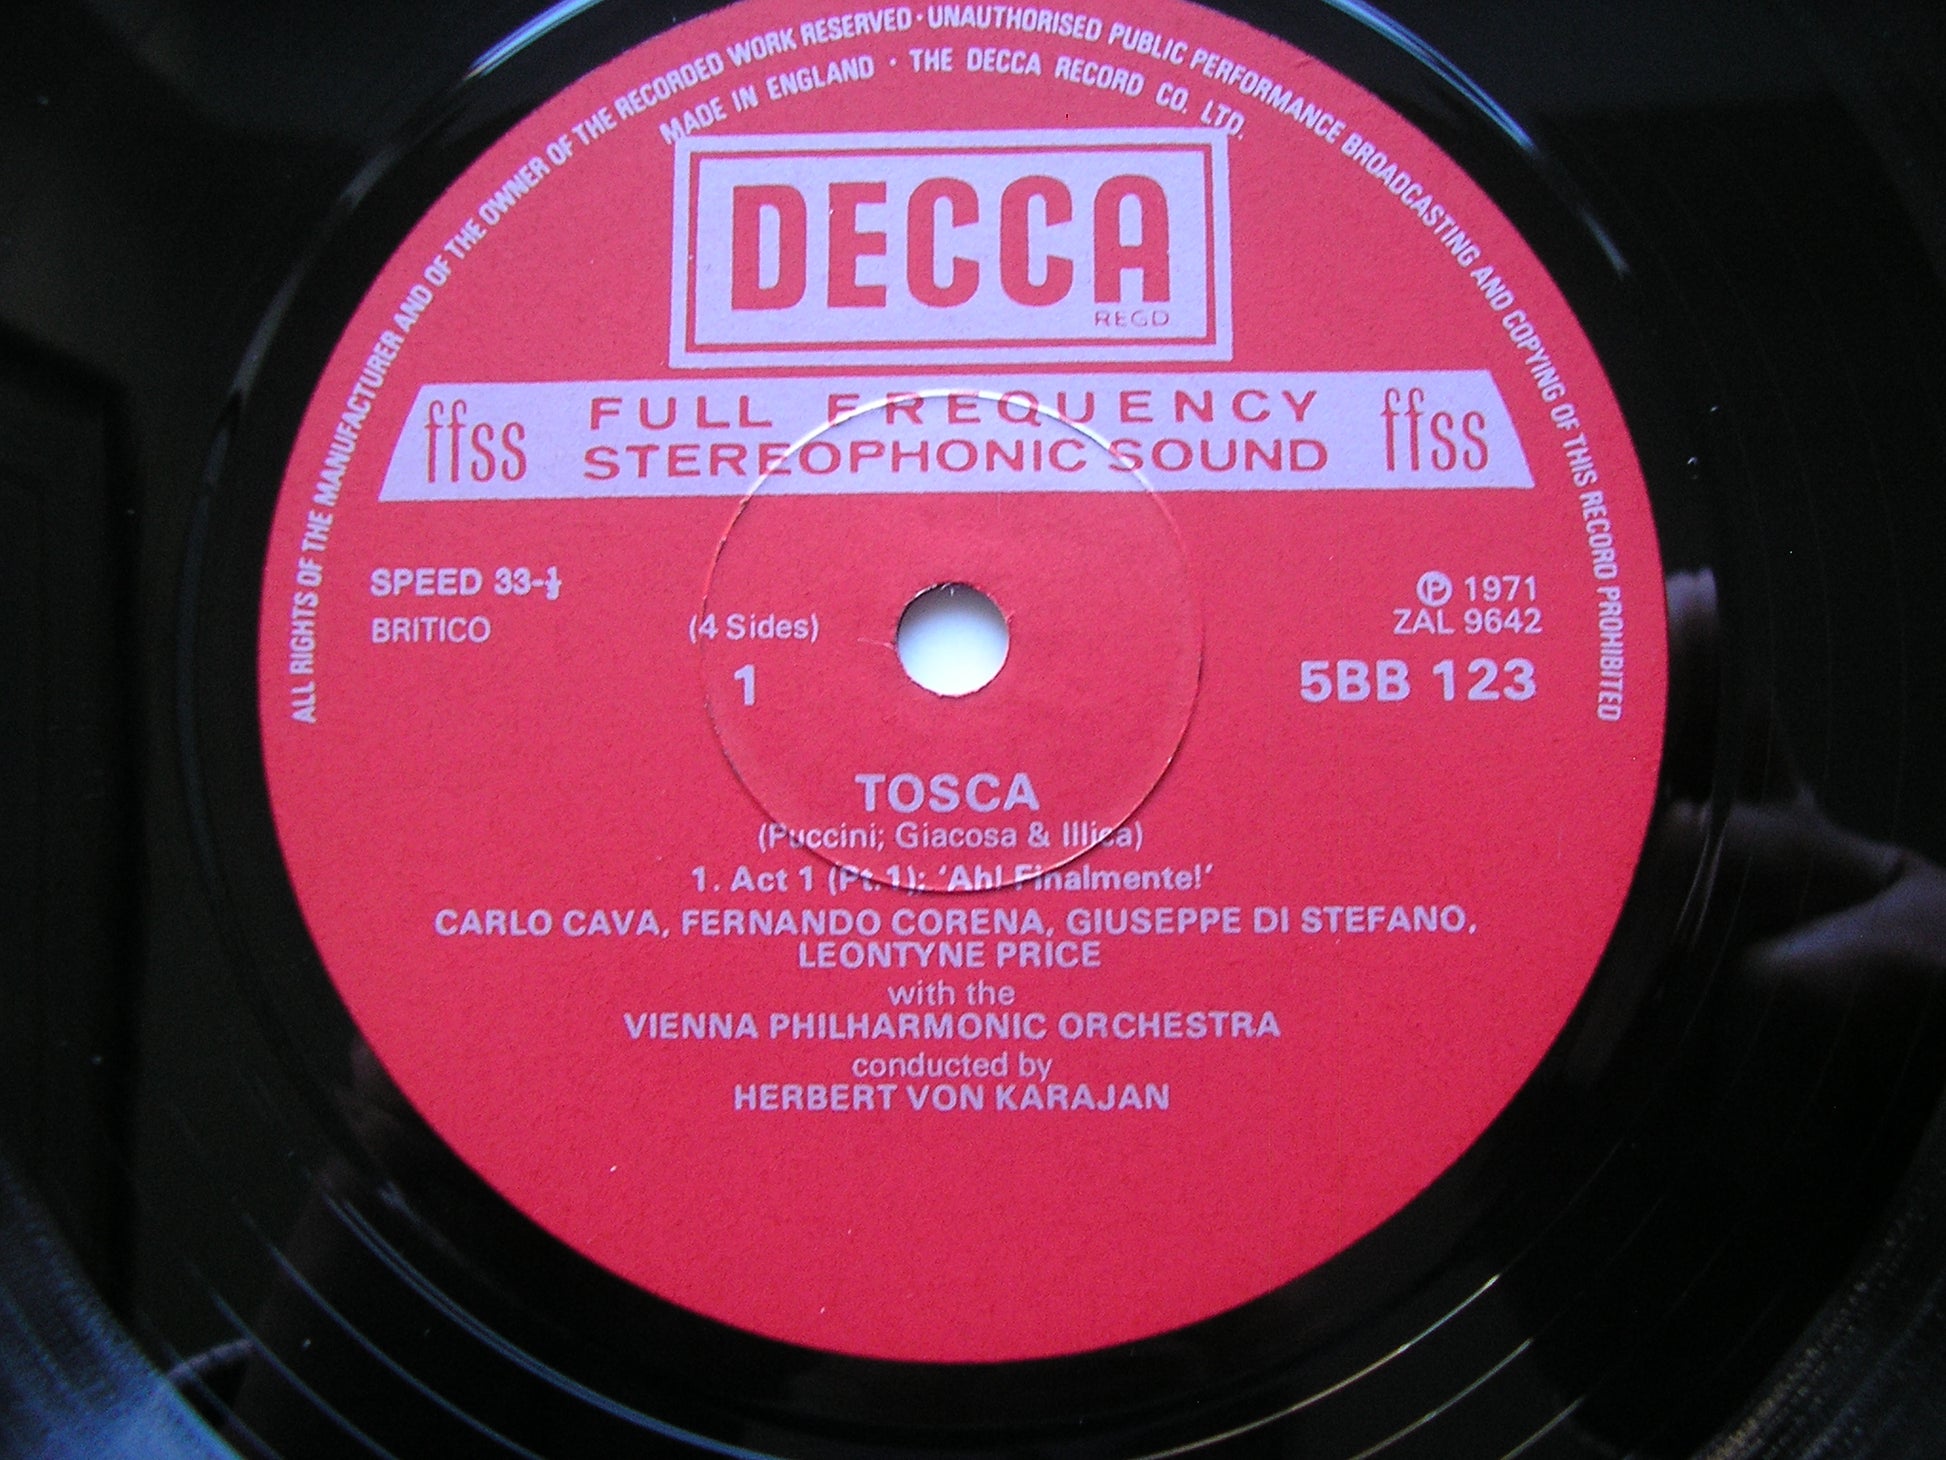 ALL RIGHTS OF THE MANUFACTURER AND OF THE OWNER OF THE RECORDED WORK RESERVED · UNAUTHORISED PUBLIC PERFORMANCE BROADCASTING AND COPYING OF THIS RECORD PROHIBITED
MADE IN ENGLAND · THE DECCA RECORD CO. LTD.
DECCA
REGD
ffss FULL FREQUENCY ffss
STEREOPHONIC SOUND
SPEED 33-⅓ ℗ 1971
BRITICO (4 Sides) ZAL 9642
1 5BB 123
TOSCA
(Puccini; Giacosa & Illica)
1. Act 1 (Pt.1); 'Ah! Finalmente!'
CARLO CAVA, FERNANDO CORENA, GIUSEPPE DI STEFANO,
LEONTYNE PRICE
with the
VIENNA PHILHARMONIC ORCHESTRA
conducted by
HERBERT VON KARAJAN